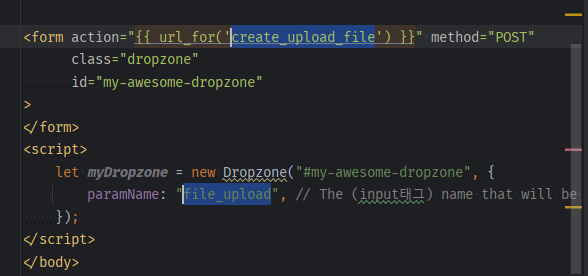 <form action="{{ url_for('create_upload_file') }}" method="POST"
class="dropzone"
id="my-awesome-dropzone"
>
</form>
<script>
let myDropzone = new Dropzone("#my-awesome-dropzone", {
paramName: "file_upload", // The (input태그) name that will be
});
</script>
</body>